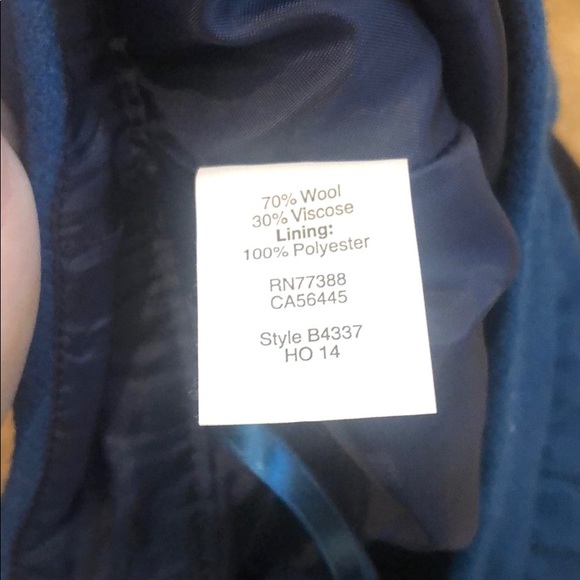 70% Wool
30% Viscose
Lining:
100% Polyester
RN77388
CA56445
Style B4337
HO 14